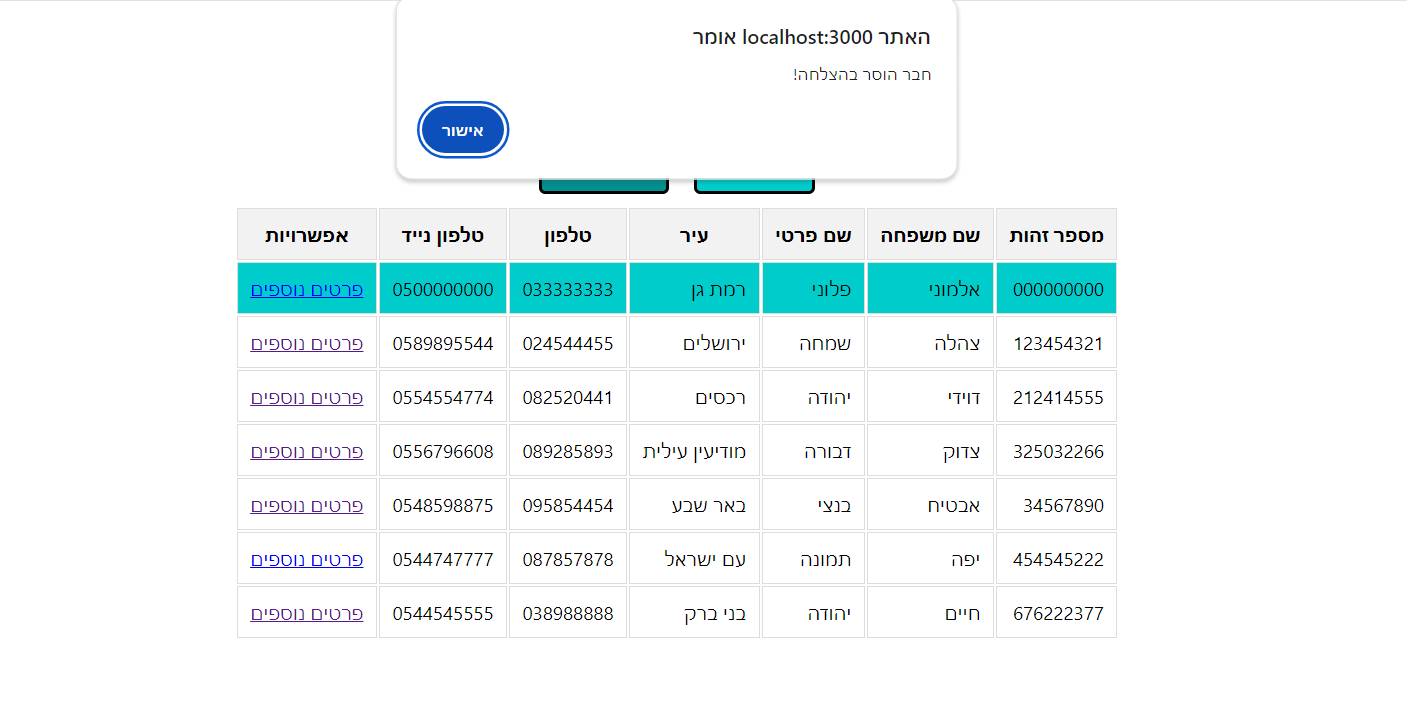 האתר localhost:3000 אומר
חבר הוסר בהצלחה!
אישור
מספר זהות שם משפחה שם פרטי עיר טלפון טלפון נייד אפשרויות
000000000 אלמוני פלוני רמת גן 033333333 0500000000 פרטים נוספים
123454321 צהלה שמחה ירושלים 024544455 0589895544 פרטים נוספים
212414555 דוידי יהודה רכסים 082520441 0554554774 פרטים נוספים
325032266 צדוק דבורה מודיעין עילית 089285893 0556796608 פרטים נוספים
34567890 אבטיח בנצי באר שבע 095854454 0548598875 פרטים נוספים
454545222 יפה תמונה עם ישראל 087857878 0544747777 פרטים נוספים
676222377 חיים יהודה בני ברק 038988888 0544545555 פרטים נוספים